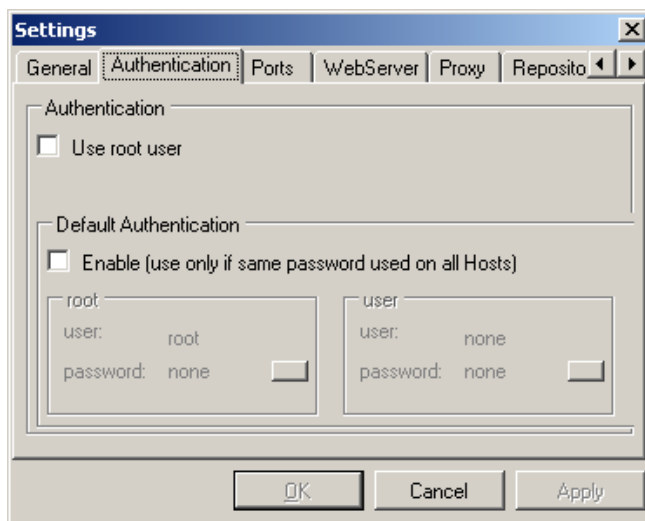 Settings
General Authentication Ports WebServer Proxy Reposito
Authentication
Use root user
Default Authentication
Enable (use only if same password used on all Hosts)
root user
user: root user: none
password: none password: none
OK Cancel Apply